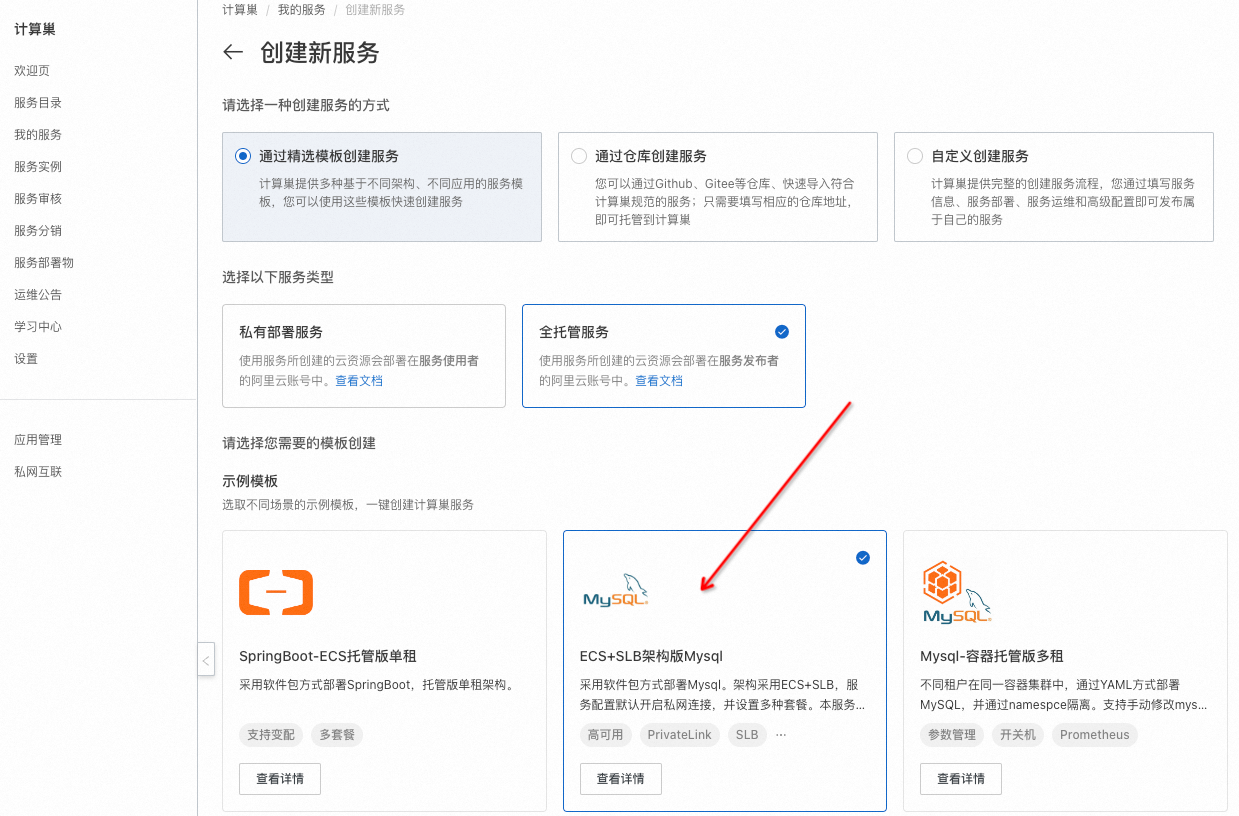 计算巢
欢迎页
服务目录
我的服务
服务实例
服务审核
服务分销
服务部署物
运维公告
学习中心
设置
应用管理
私网互联
计算巢 / 我的服务 / 创建新服务
← 创建新服务
请选择一种创建服务的方式
通过精选模板创建服务
计算巢提供多种基于不同架构、不同应用的服务模
板，您可以使用这些模板快速创建服务
通过仓库创建服务
您可以通过Github、Gitee等仓库、快速导入符合
计算巢规范的服务；只需要填写相应的仓库地址，
即可托管到计算巢
自定义创建服务
计算巢提供完整的创建服务流程，您通过填写服务
信息、服务部署、服务运维和高级配置即可发布属
于自己的服务
选择以下服务类型
私有部署服务
使用服务所创建的云资源会部署在服务使用者
的阿里云账号中。查看文档
全托管服务
使用服务所创建的云资源会部署在服务发布者
的阿里云账号中。查看文档
请选择您需要的模板创建
示例模板
选取不同场景的示例模板，一键创建计算巢服务
SpringBoot-ECS托管版单租
采用软件包方式部署SpringBoot，托管版单租架构。
支持变配 多套餐
查看详情
MySQL
ECS+SLB架构版Mysql
采用软件包方式部署Mysql。架构采用ECS+SLB，服
务配置默认开启私网连接，并设置多种套餐。本服务...
高可用 PrivateLink SLB ...
查看详情
MySQL
Mysql-容器托管版多租
不同租户在同一容器集群中，通过YAML方式部署
MySQL，并通过namespce隔离。支持手动修改mys...
参数管理 开关机 Prometheus
查看详情